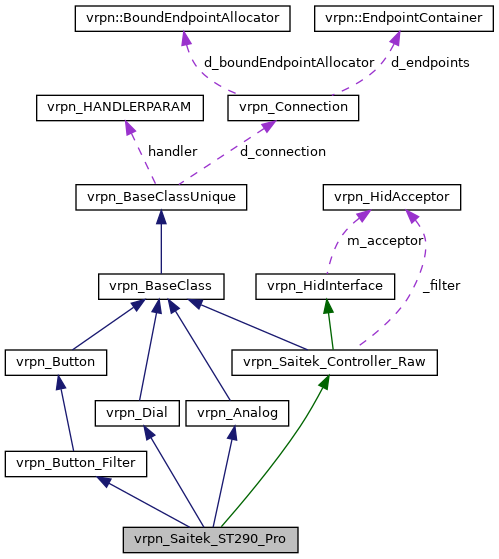 vrpn::BoundEndpointAllocator
vrpn::EndpointContainer
d_boundEndpointAllocator
d_endpoints
vrpn_HANDLERPARAM
vrpn_Connection
handler
d_connection
vrpn_BaseClassUnique
vrpn_HidAcceptor
m_acceptor
vrpn_BaseClass
vrpn_HidInterface
_filter
vrpn_Button
vrpn_Saitek_Controller_Raw
vrpn_Dial
vrpn_Analog
vrpn_Button_Filter
vrpn_Saitek_ST290_Pro